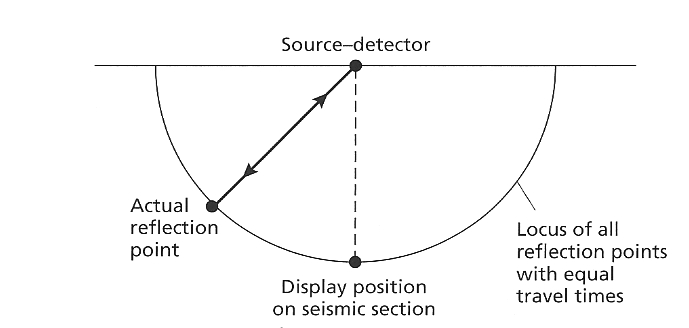 Source–detector
Actual
reflection
point
Locus of all
reflection points
with equal
travel times
Display position
on seismic section